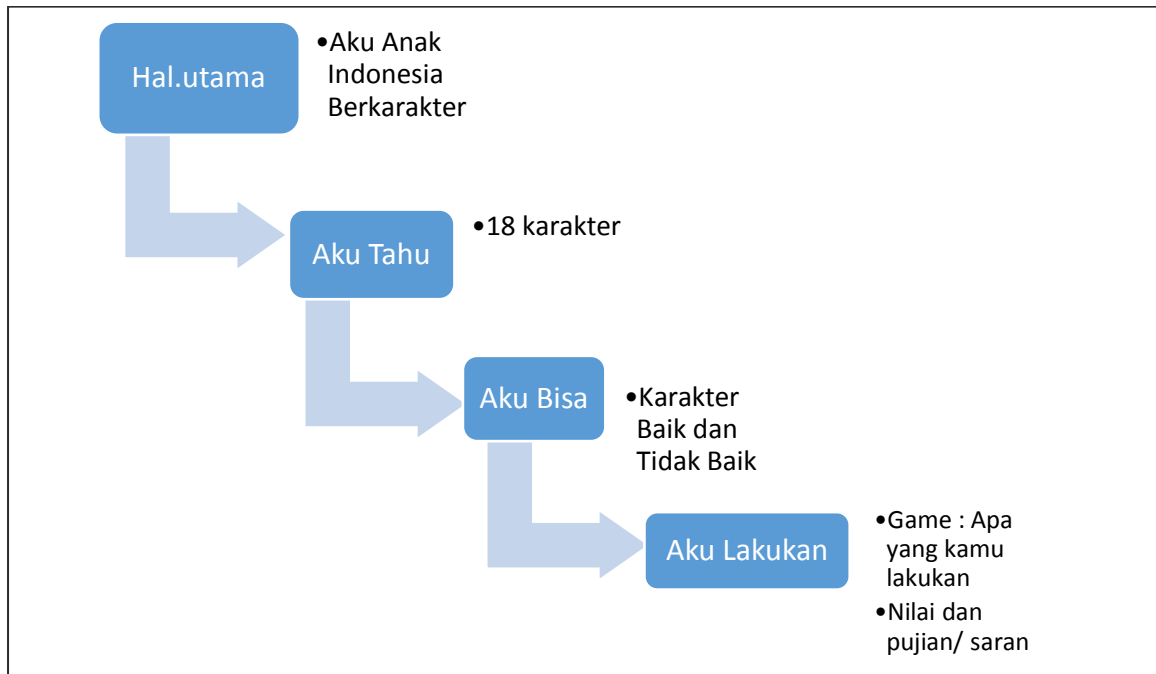 Hal.utama
•Aku Anak
Indonesia
Berkarakter
Aku Tahu
•18 karakter
Aku Bisa
•Karakter
Baik dan
Tidak Baik
Aku Lakukan
•Game : Apa
yang kamu
lakukan
•Nilai dan
pujian/ saran